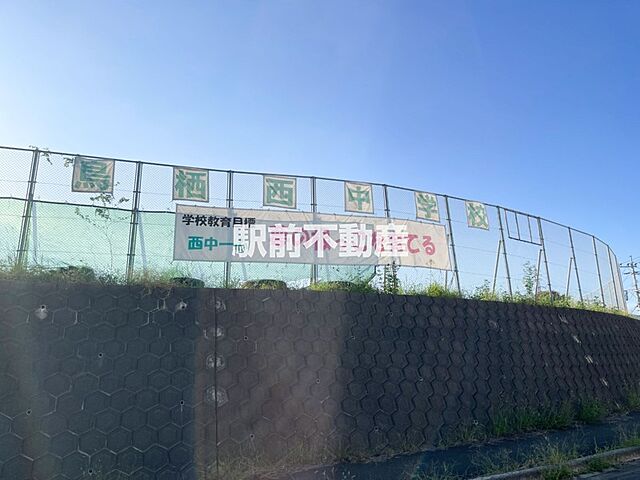 鳥栖西中学校
学校教育目標
西中一
てる
駅前不動産